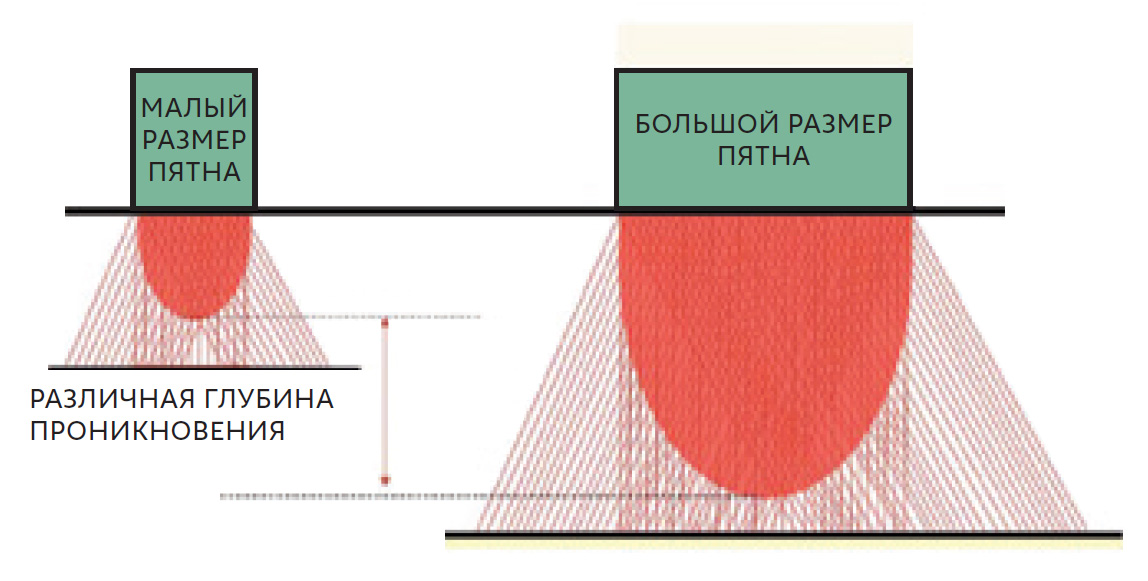 МАЛЫЙ
РАЗМЕР
ПЯТНА
БОЛЬШОЙ РАЗМЕР
ПЯТНА
РАЗЛИЧНАЯ ГЛУБИНА
ПРОНИКНОВЕНИЯ